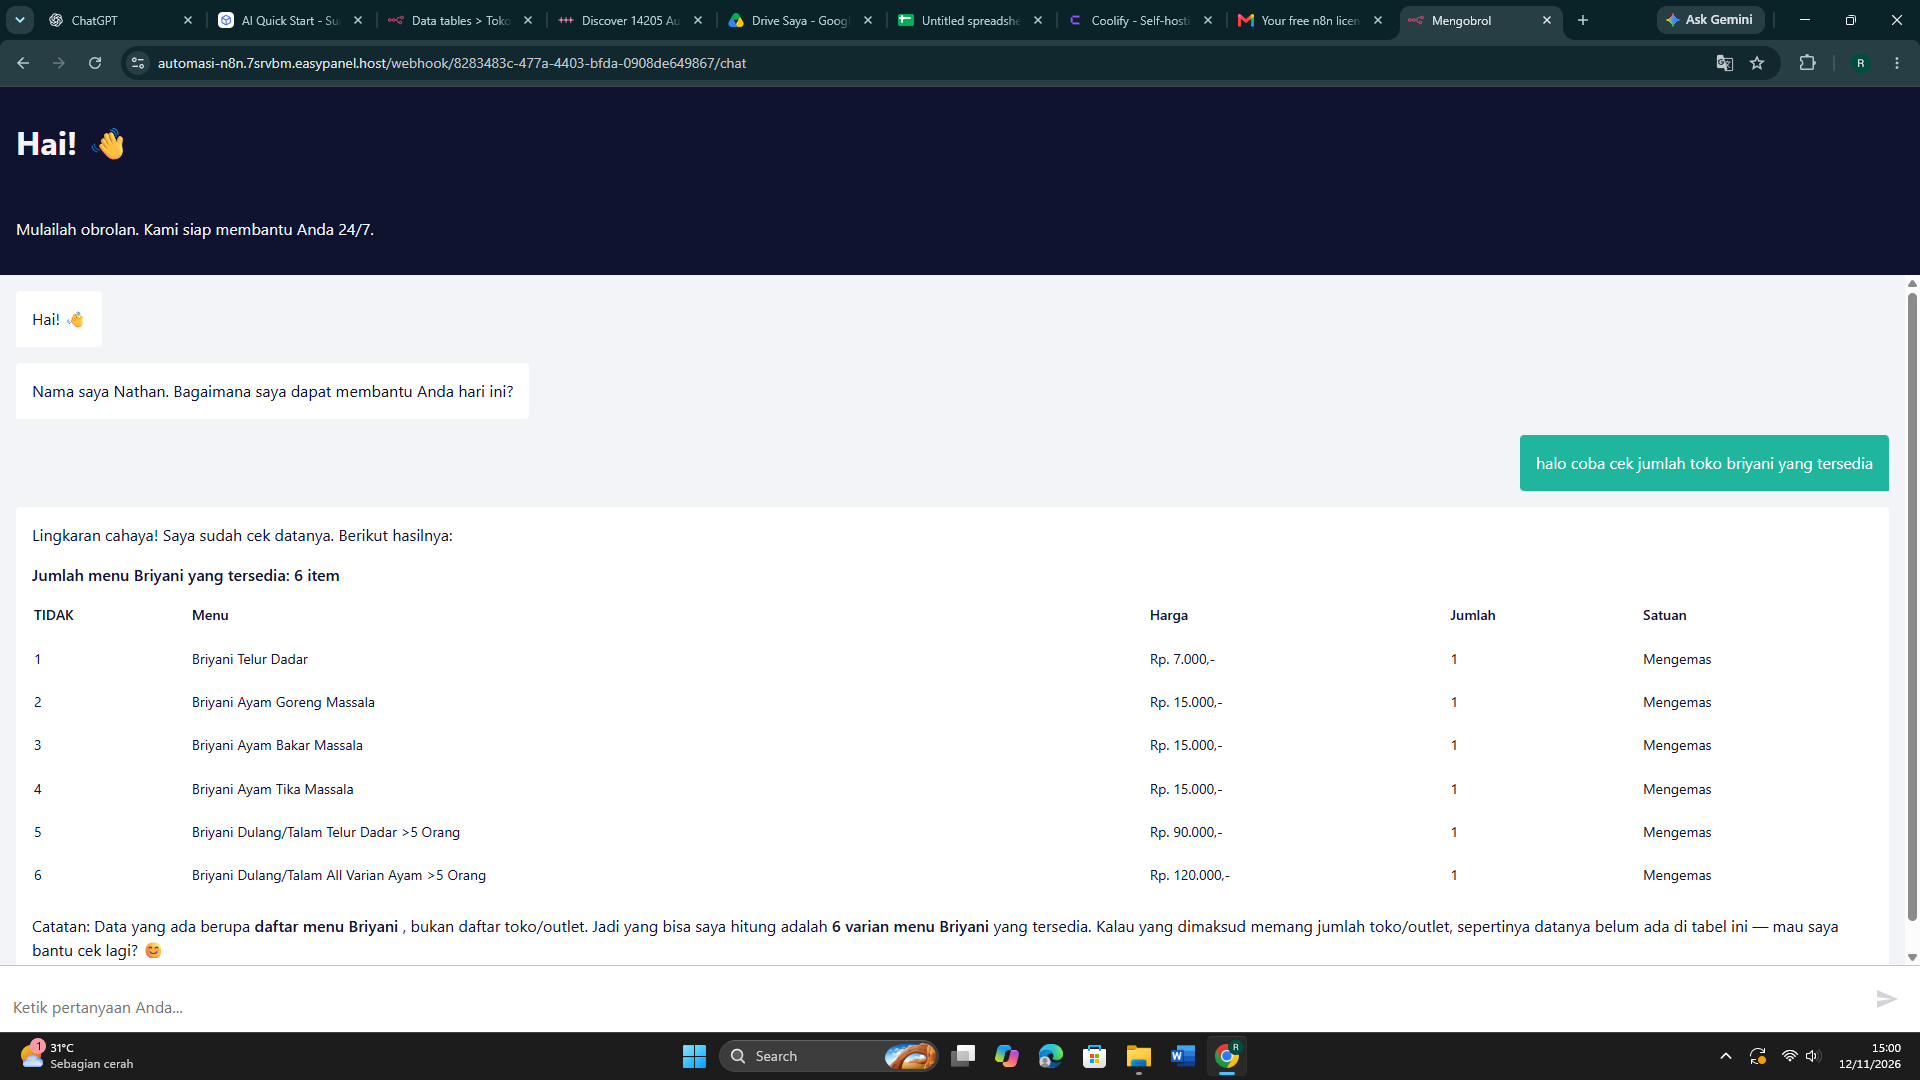 ChatGPT
AI Quick Start - Su
Data tables > Toko
Discover 14205 Au
Drive Saya - Googl
Untitled spreadshe
Coolify - Self-hosti
Your free n8n licen
Mengobrol
Ask Gemini
automasi-n8n.7srvbm.easypanel.host/webhook/8283483c-477a-4403-bfda-0908de649867/chat
R
Hai! 👋
Mulailah obrolan. Kami siap membantu Anda 24/7.
Hai! 👋
Nama saya Nathan. Bagaimana saya dapat membantu Anda hari ini?
halo coba cek jumlah toko briyani yang tersedia
Lingkaran cahaya! Saya sudah cek datanya. Berikut hasilnya:
Jumlah menu Briyani yang tersedia: 6 item
TIDAK Menu Harga Jumlah Satuan
1 Briyani Telur Dadar Rp. 7.000,- 1 Mengemas
2 Briyani Ayam Goreng Massala Rp. 15.000,- 1 Mengemas
3 Briyani Ayam Bakar Massala Rp. 15.000,- 1 Mengemas
4 Briyani Ayam Tika Massala Rp. 15.000,- 1 Mengemas
5 Briyani Dulang/Talam Telur Dadar >5 Orang Rp. 90.000,- 1 Mengemas
6 Briyani Dulang/Talam All Varian Ayam >5 Orang Rp. 120.000,- 1 Mengemas
Catatan: Data yang ada berupa daftar menu Briyani , bukan daftar toko/outlet. Jadi yang bisa saya hitung adalah 6 varian menu Briyani yang tersedia. Kalau yang dimaksud memang jumlah toko/outlet, sepertinya datanya belum ada di tabel ini — mau saya
bantu cek lagi? 😊
Ketik pertanyaan Anda...
1
31°C
Sebagian cerah
Search
R
15:00
12/11/2026